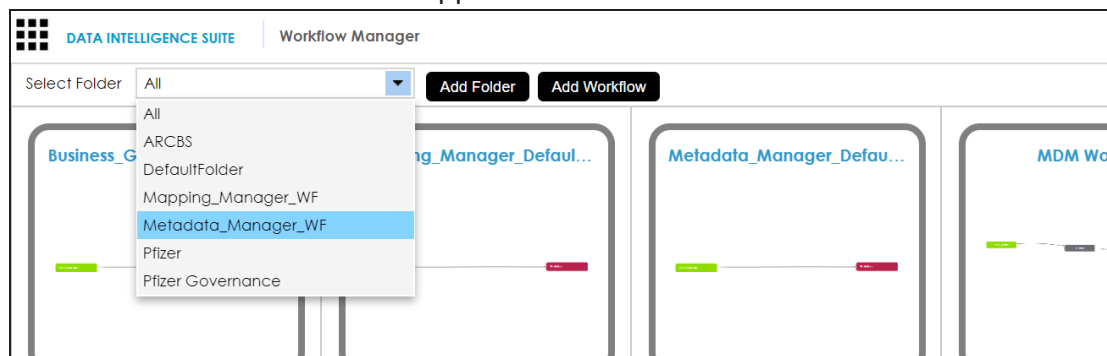 DATA INTELLIGENCE SUITE Workflow Manager
Select Folder All Add Folder Add Workflow
All
ARCBS
DefaultFolder
Mapping_Manager_WF
Metadata_Manager_WF
Pfizer
Pfizer Governance
Business_G
ng_Manager_Defaul...
Metadata_Manager_Defau...
MDM Wo